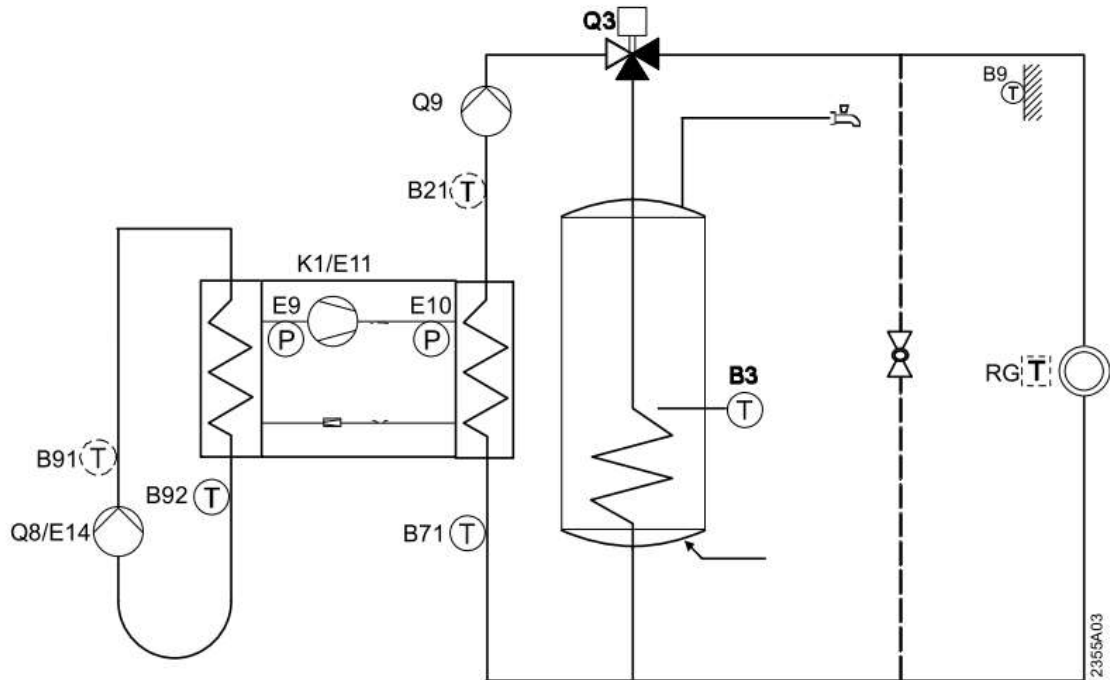 Q3
B9
T
Q9
B21 T
K1/E11
E9
E10
P
P
B3
T
RG T
B91 T
B92 T
Q8/E14
B71 T
2355A03